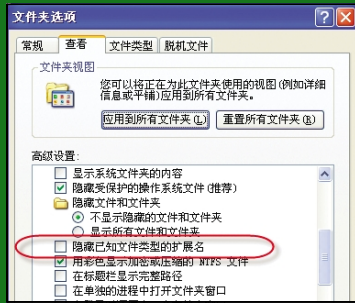 文件夹选项
常规 查看 文件类型 脱机文件
文件夹视图
您可以将正在为此文件夹使用的视图(例如详细
信息或平铺)应用到所有文件夹。
应用到所有文件夹(L) 重置所有文件夹(R)
高级设置:
显示系统文件夹的内容
隐藏受保护的操作系统文件(推荐)
隐藏文件和文件夹
不显示隐藏的文件和文件夹
显示所有文件和文件夹
隐藏已知文件类型的扩展名
用彩色显示加密或压缩的 NTFS 文件
在标题栏显示完整路径
在单独的进程中打开文件夹窗口